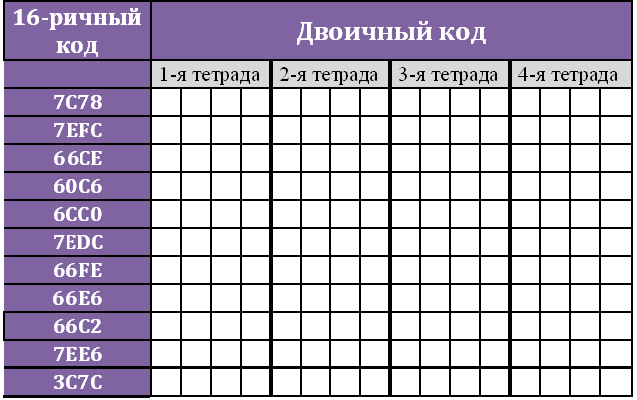 16-ричный
код
Двоичный код
1-я тетрада 2-я тетрада 3-я тетрада 4-я тетрада
7C78
7EFC
66CE
60C6
6CC0
7EDC
66FE
66E6
66C2
7EE6
3C7C